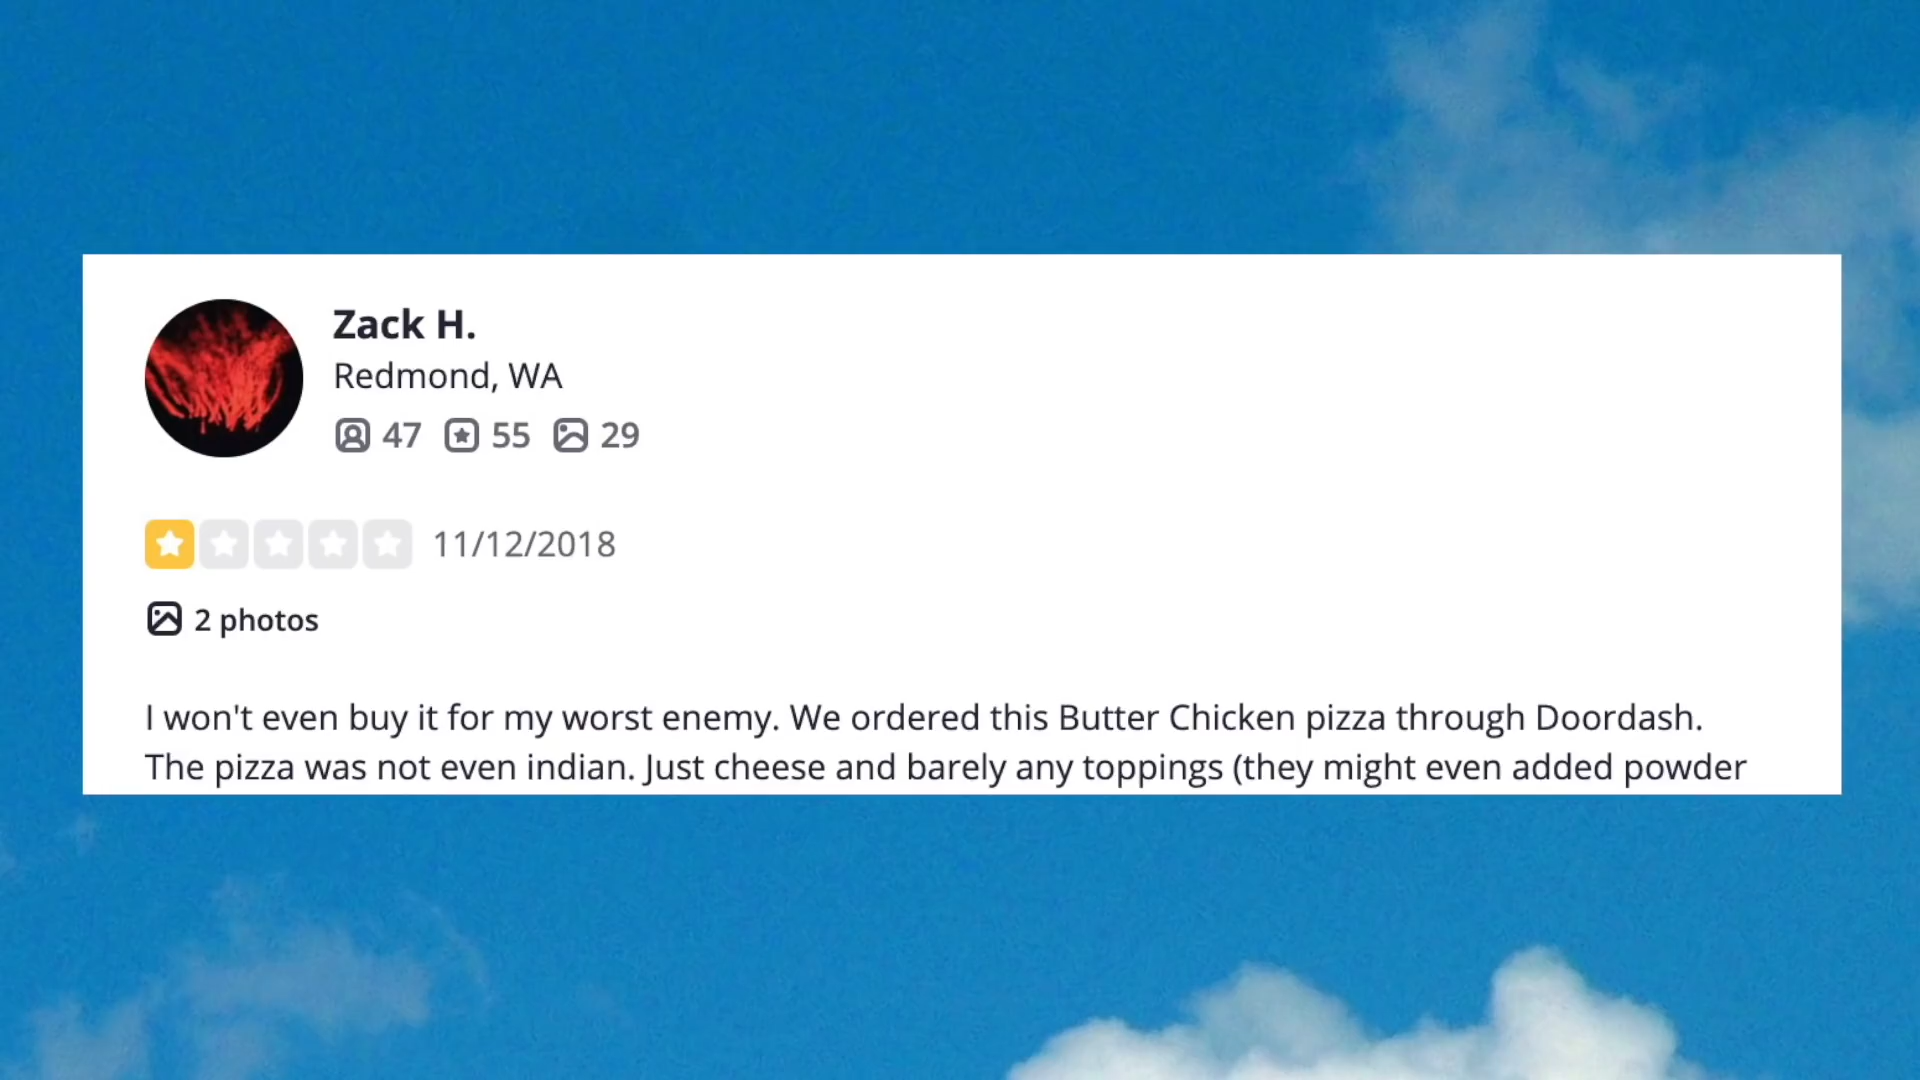 Zack H.
Redmond, WA
47 55 29
11/12/2018
2 photos
I won't even buy it for my worst enemy. We ordered this Butter Chicken pizza through Doordash.
The pizza was not even indian. Just cheese and barely any toppings (they might even added powder